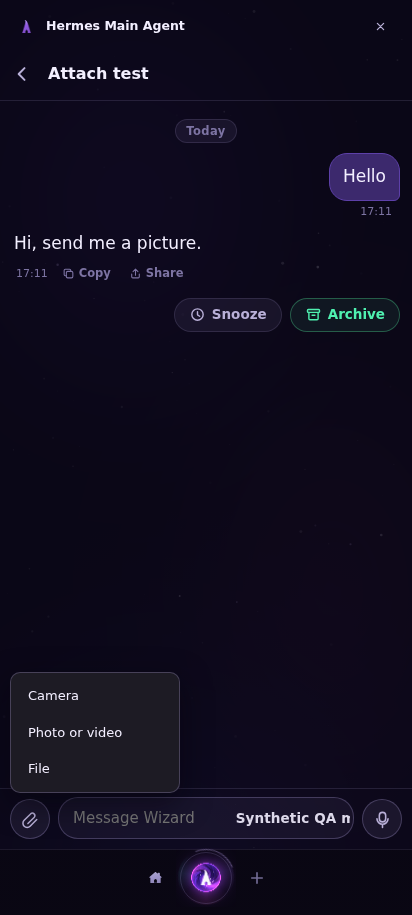 Hermes Main Agent
Attach test
Today
Hello
17:11
Hi, send me a picture.
17:11 Copy Share
Snooze Archive
Camera
Photo or video
File
Message Wizard Synthetic QA m